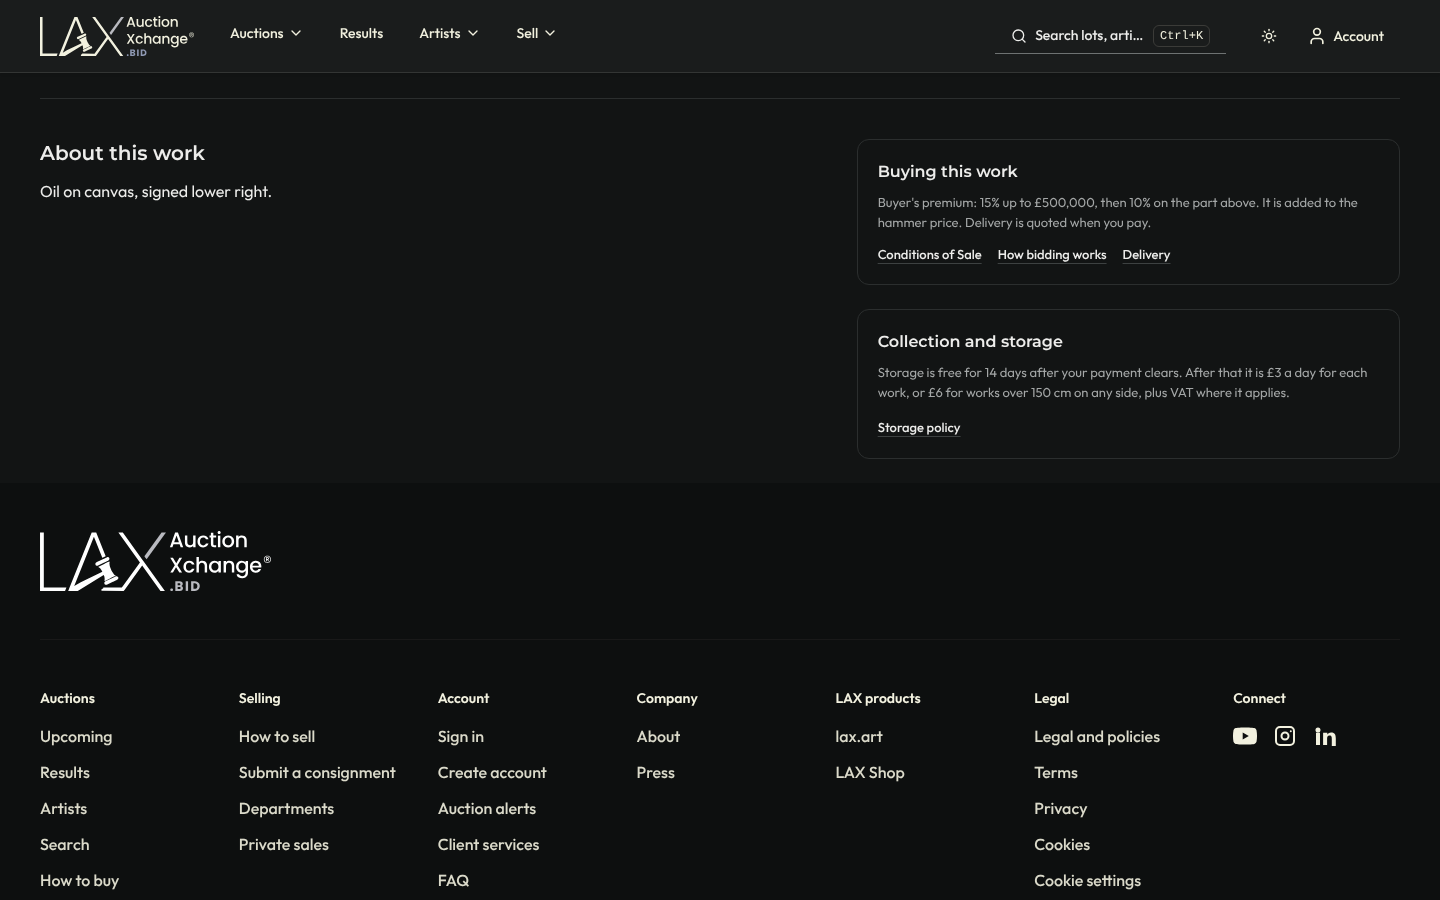 LAX Auction Xchange® .BID
Auctions
Results
Artists
Sell
Search lots, arti...
Ctrl+K
Account
About this work
Oil on canvas, signed lower right.
Buying this work
Buyer's premium: 15% up to £500,000, then 10% on the part above. It is added to the
hammer price. Delivery is quoted when you pay.
Conditions of Sale
How bidding works
Delivery
Collection and storage
Storage is free for 14 days after your payment clears. After that it is £3 a day for each
work, or £6 for works over 150 cm on any side, plus VAT where it applies.
Storage policy
LAX Auction Xchange® .BID
Auctions
Upcoming
Results
Artists
Search
How to buy
Selling
How to sell
Submit a consignment
Departments
Private sales
Account
Sign in
Create account
Auction alerts
Client services
FAQ
Company
About
Press
LAX products
lax.art
LAX Shop
Legal
Legal and policies
Terms
Privacy
Cookies
Cookie settings
Connect